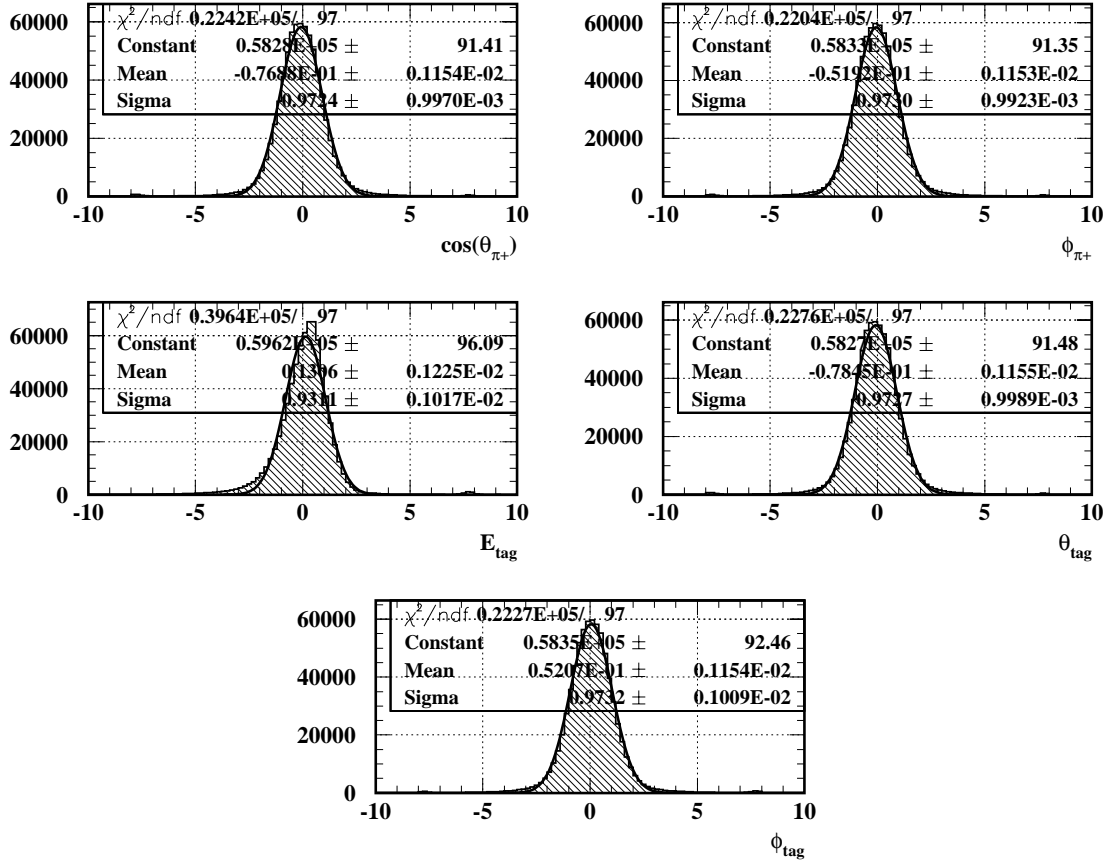 χ²/ndf 0.2242E+05/ 97
Constant 0.5828E+05 ± 91.41
Mean -0.7688E-01 ± 0.1154E-02
Sigma 0.9724 ± 0.9970E-03
60000
40000
20000
0
-10 -5 0 5 10
cos(θπ+)
χ²/ndf 0.2204E+05/ 97
Constant 0.5833E+05 ± 91.35
Mean -0.5192E-01 ± 0.1153E-02
Sigma 0.9730 ± 0.9923E-03
60000
40000
20000
0
-10 -5 0 5 10
ϕπ+
χ²/ndf 0.3964E+05/ 97
Constant 0.5962E+05 ± 96.09
Mean ± 0.1225E-02
Sigma 0.9311 ± 0.1017E-02
60000
40000
20000
0
-10 -5 0 5 10
Etag
χ²/ndf 0.2276E+05/ 97
Constant 0.5827E+05 ± 91.48
Mean -0.7845E-01 ± 0.1155E-02
Sigma 0.9727 ± 0.9989E-03
60000
40000
20000
0
-10 -5 0 5 10
θtag
χ²/ndf 0.2227E+05/ 97
Constant 0.5835E+05 ± 92.46
Mean 0.5207E-01 ± 0.1154E-02
Sigma 0.9732 ± 0.1009E-02
60000
40000
20000
0
-10 -5 0 5 10
ϕtag